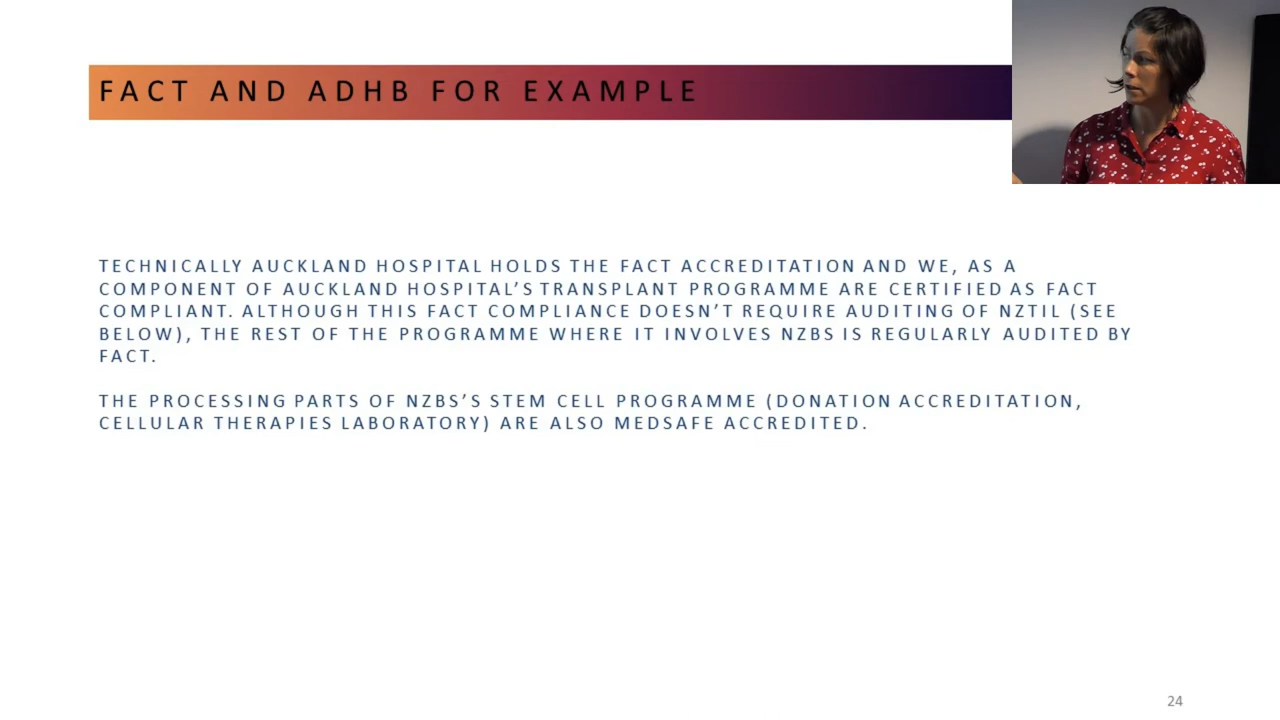 FACT AND ADHB FOR EXAMPLE
TECHNICALLY AUCKLAND HOSPITAL HOLDS THE FACT ACCREDITATION AND WE, AS A
COMPONENT OF AUCKLAND HOSPITAL’S TRANSPLANT PROGRAMME ARE CERTIFIED AS FACT
COMPLIANT. ALTHOUGH THIS FACT COMPLIANCE DOESN’T REQUIRE AUDITING OF NZTIL (SEE
BELOW), THE REST OF THE PROGRAMME WHERE IT INVOLVES NZBS IS REGULARLY AUDITED BY
FACT.
THE PROCESSING PARTS OF NZBS’S STEM CELL PROGRAMME (DONATION ACCREDITATION,
CELLULAR THERAPIES LABORATORY) ARE ALSO MEDSAFE ACCREDITED.
24